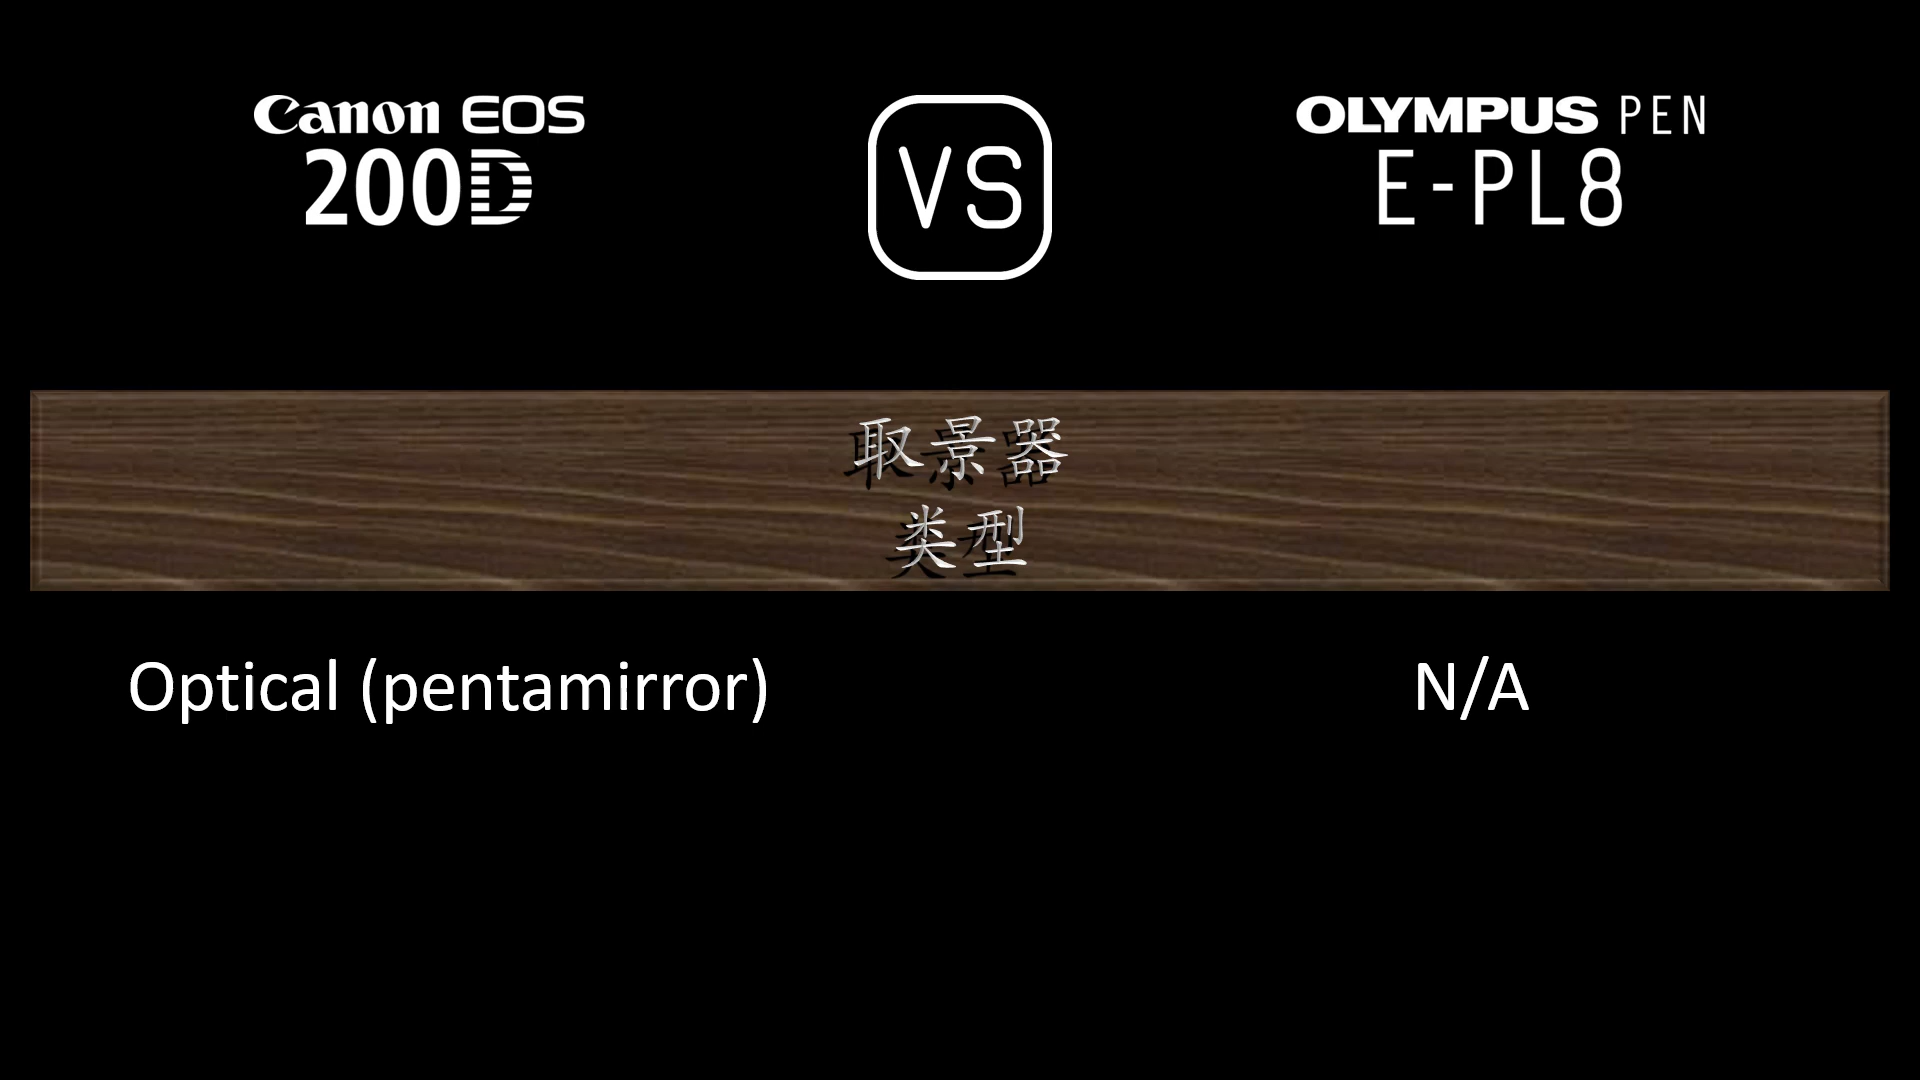 Canon EOS
200D
VS
OLYMPUS PEN
E-PL8
取景器
类型
Optical (pentamirror)
N/A